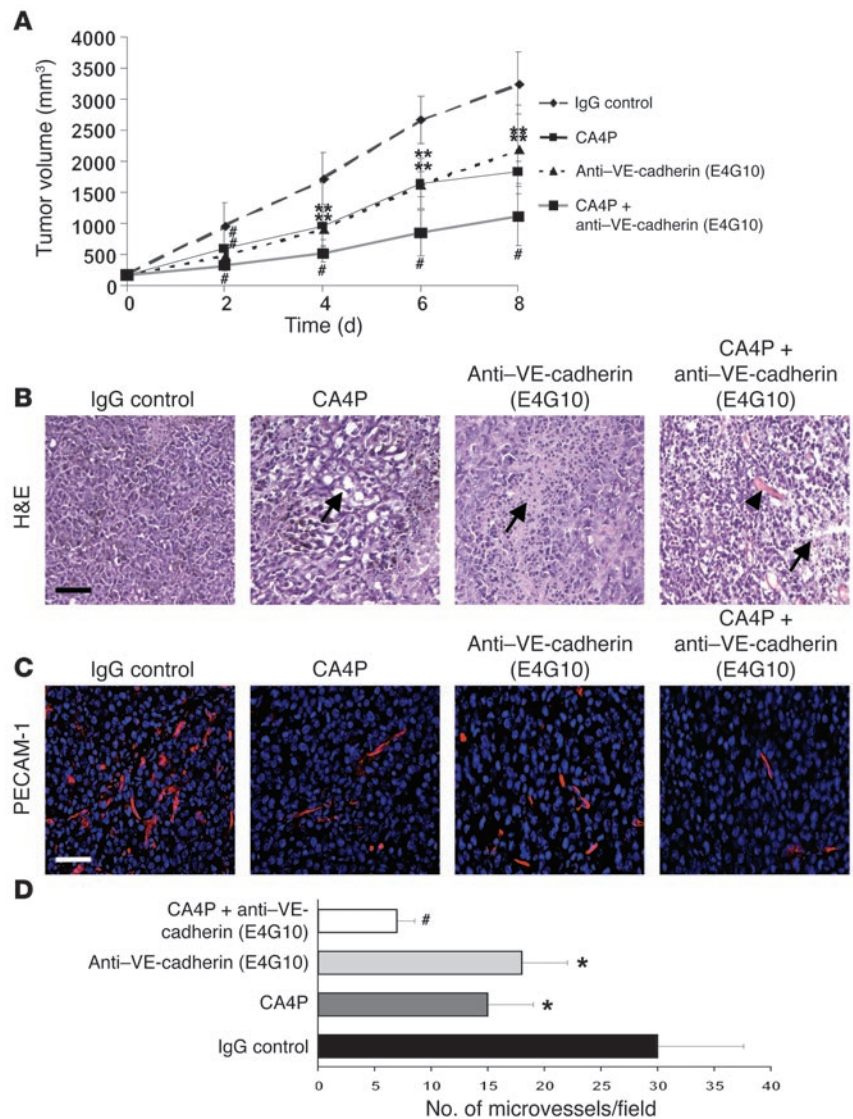 A
Tumor volume (mm³)
4000
3500
3000
2500
2000
1500
1000
500
0
0 2 4 6 8
Time (d)
#
#
#
**
**
#
**
**
#
**
**
#
IgG control
CA4P
Anti–VE-cadherin (E4G10)
CA4P +
anti–VE-cadherin (E4G10)
B
IgG control
CA4P
Anti–VE-cadherin
(E4G10)
CA4P +
anti–VE-cadherin
(E4G10)
H&E
C
IgG control
CA4P
Anti–VE-cadherin
(E4G10)
CA4P +
anti–VE-cadherin
(E4G10)
PECAM-1
D
CA4P + anti–VE-
cadherin (E4G10)
#
Anti–VE-cadherin (E4G10)
*
CA4P
*
IgG control
0 5 10 15 20 25 30 35 40
No. of microvessels/field